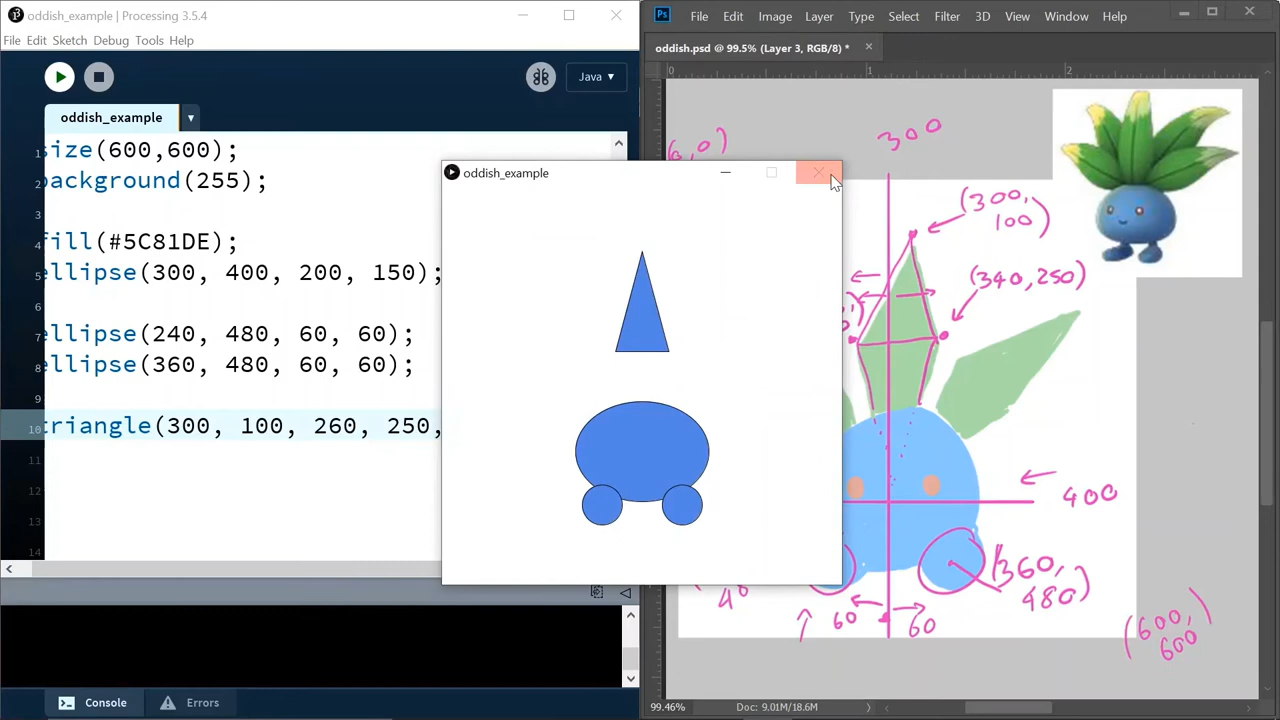 oddish_example | Processing 3.5.4
File Edit Sketch Debug Tools Help
Java ▾
oddish_example ▾
1 size(600,600);
2 background(255);
3
4 fill(#5C81DE);
5 ellipse(300, 400, 200, 150);
6
7 ellipse(240, 480, 60, 60);
8 ellipse(360, 480, 60, 60);
9
10 triangle(300, 100, 260, 250,
11
12
13
14
Console Errors
oddish_example
Ps File Edit Image Layer Type Select Filter 3D View Window Help
oddish.psd @ 99.5% (Layer 3, RGB/8) *
0 1 2
300
(300,
100)
(340,250)
400
(360,
480)
60 60
(600,
600)
99.46% Doc: 9.01M/18.6M